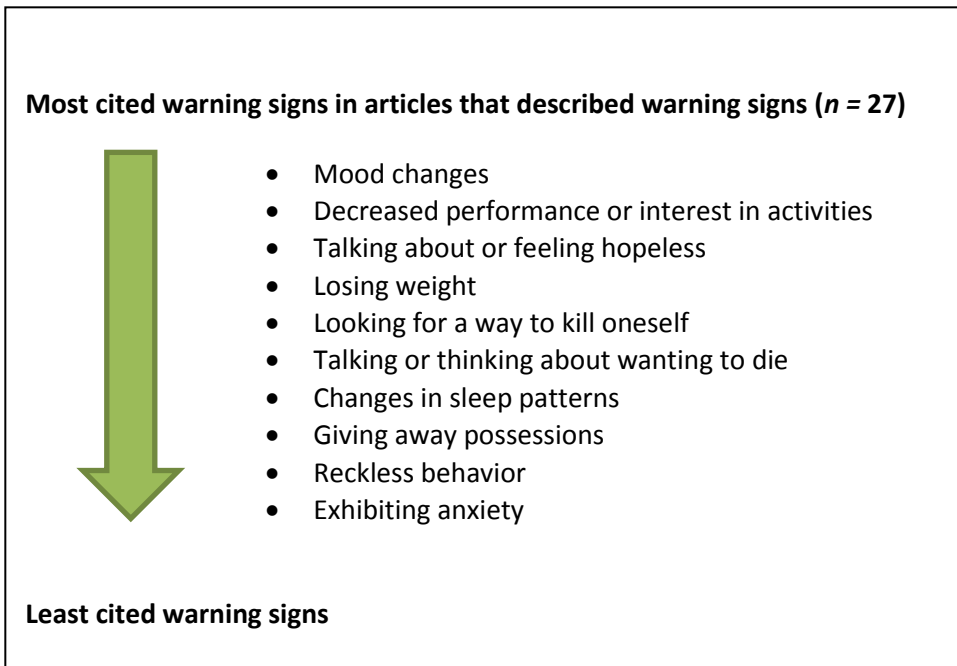 Most cited warning signs in articles that described warning signs (n = 27)
• Mood changes
• Decreased performance or interest in activities
• Talking about or feeling hopeless
• Losing weight
• Looking for a way to kill oneself
• Talking or thinking about wanting to die
• Changes in sleep patterns
• Giving away possessions
• Reckless behavior
• Exhibiting anxiety
Least cited warning signs